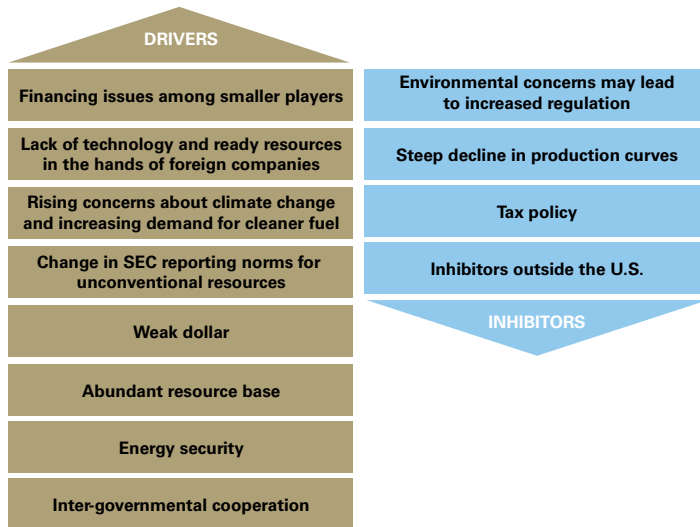 DRIVERS
Financing issues among smaller players
Lack of technology and ready resources
in the hands of foreign companies
Rising concerns about climate change
and increasing demand for cleaner fuel
Change in SEC reporting norms for
unconventional resources
Weak dollar
Abundant resource base
Energy security
Inter-governmental cooperation
Environmental concerns may lead
to increased regulation
Steep decline in production curves
Tax policy
Inhibitors outside the U.S.
INHIBITORS